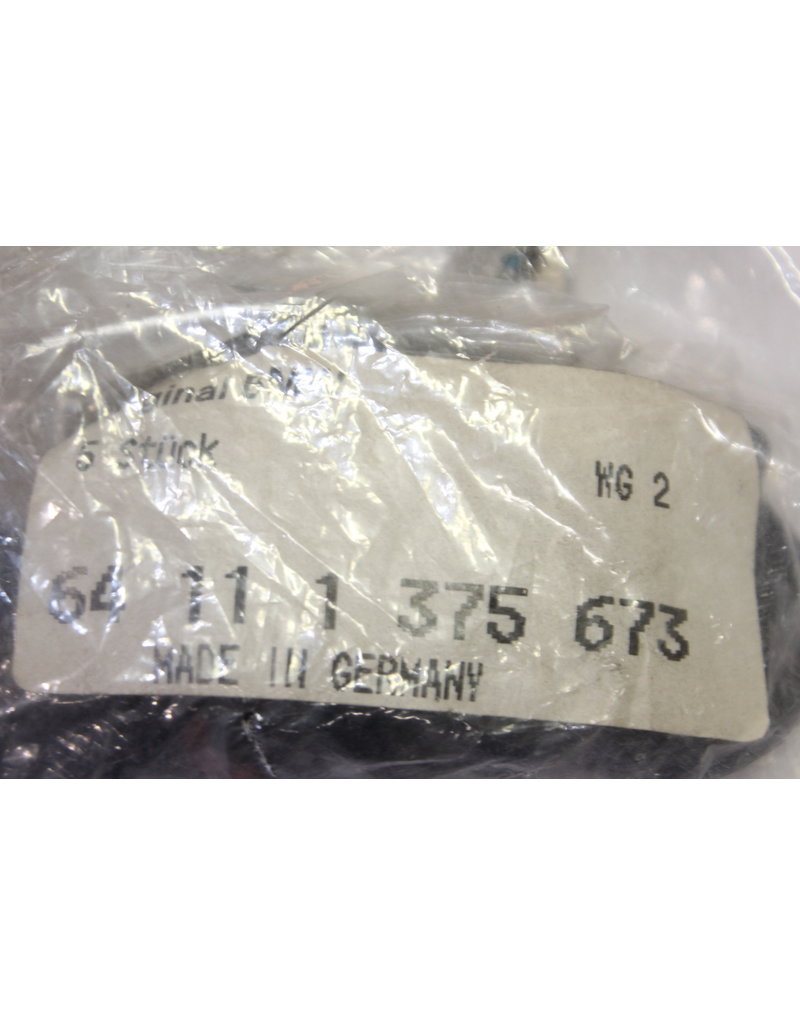 5 Stück
WG 2
64 11 1 375 673
MADE IN GERMANY